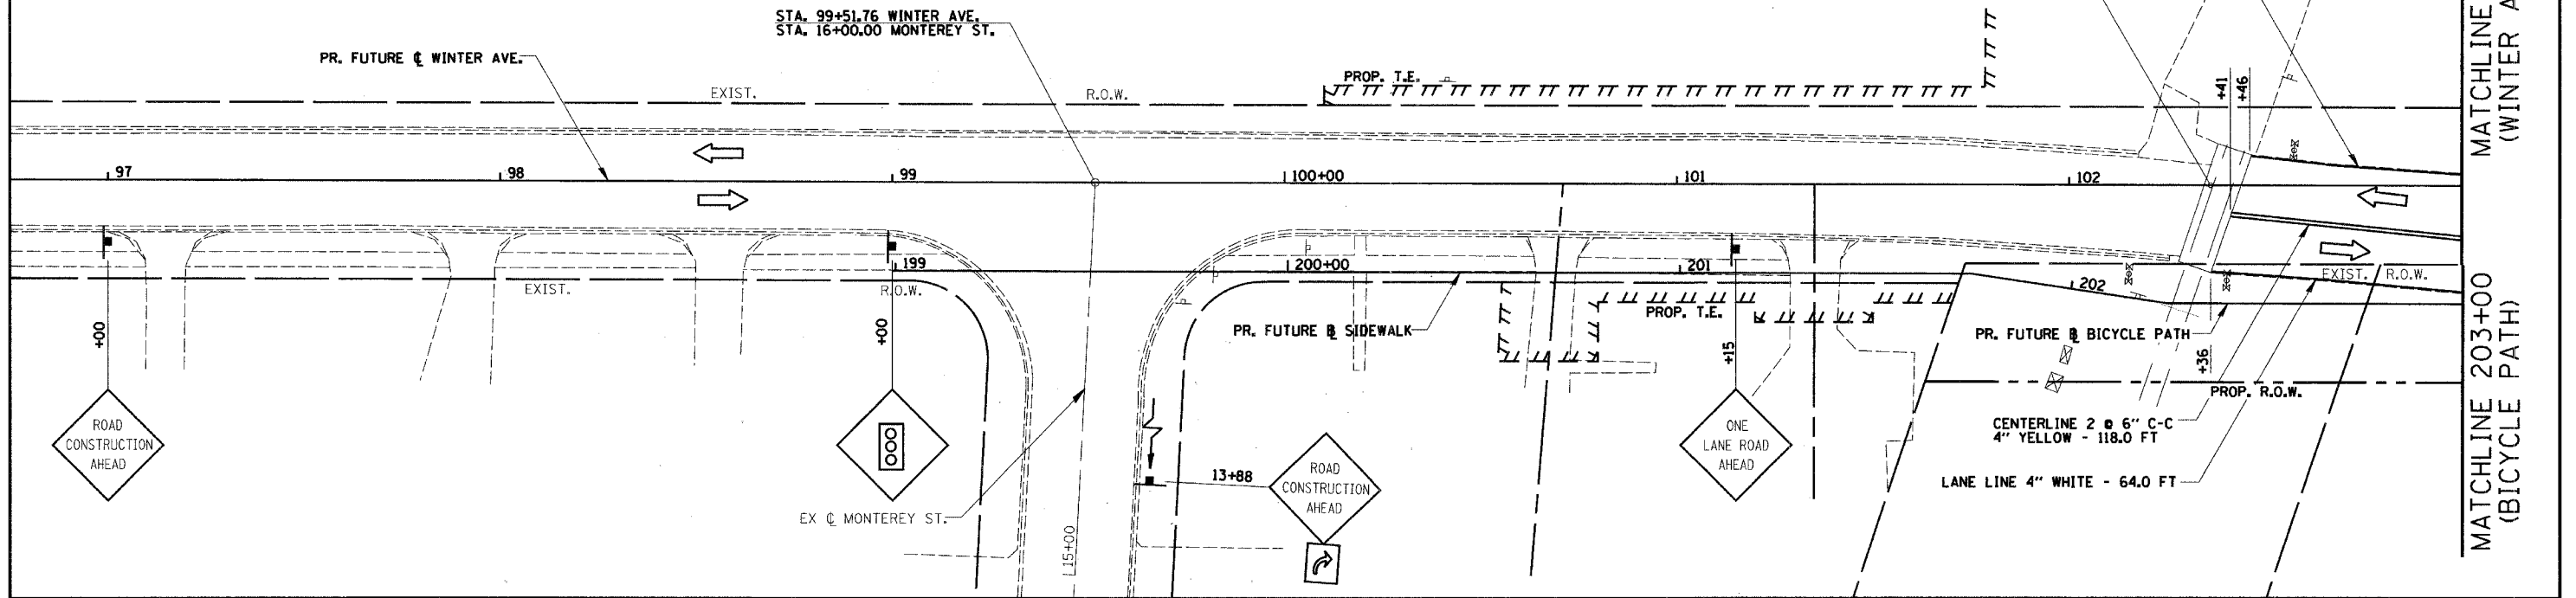 STA. 99+51.76 WINTER AVE.
STA. 16+00.00 MONTEREY ST.
PR. FUTURE ℄ WINTER AVE.
EXIST.
R.O.W.
PROP. T.E.
+41
+46
MATCHLINE
(WINTER A
97
98
99
100+00
101
102
199
200+00
201
202
EXIST.
R.O.W.
EXIST.
R.O.W.
+00
+00
PR. FUTURE BL SIDEWALK
PROP. T.E.
+15
PR. FUTURE BL BICYCLE PATH
+36
PROP. R.O.W.
ROAD
CONSTRUCTION
AHEAD
ONE
LANE ROAD
AHEAD
CENTERLINE 2 @ 6" C-C
4" YELLOW - 118.0 FT
LANE LINE 4" WHITE - 64.0 FT
13+88
ROAD
CONSTRUCTION
AHEAD
EX ℄ MONTEREY ST.
15+00
MATCHLINE 203+00
(BICYCLE PATH)